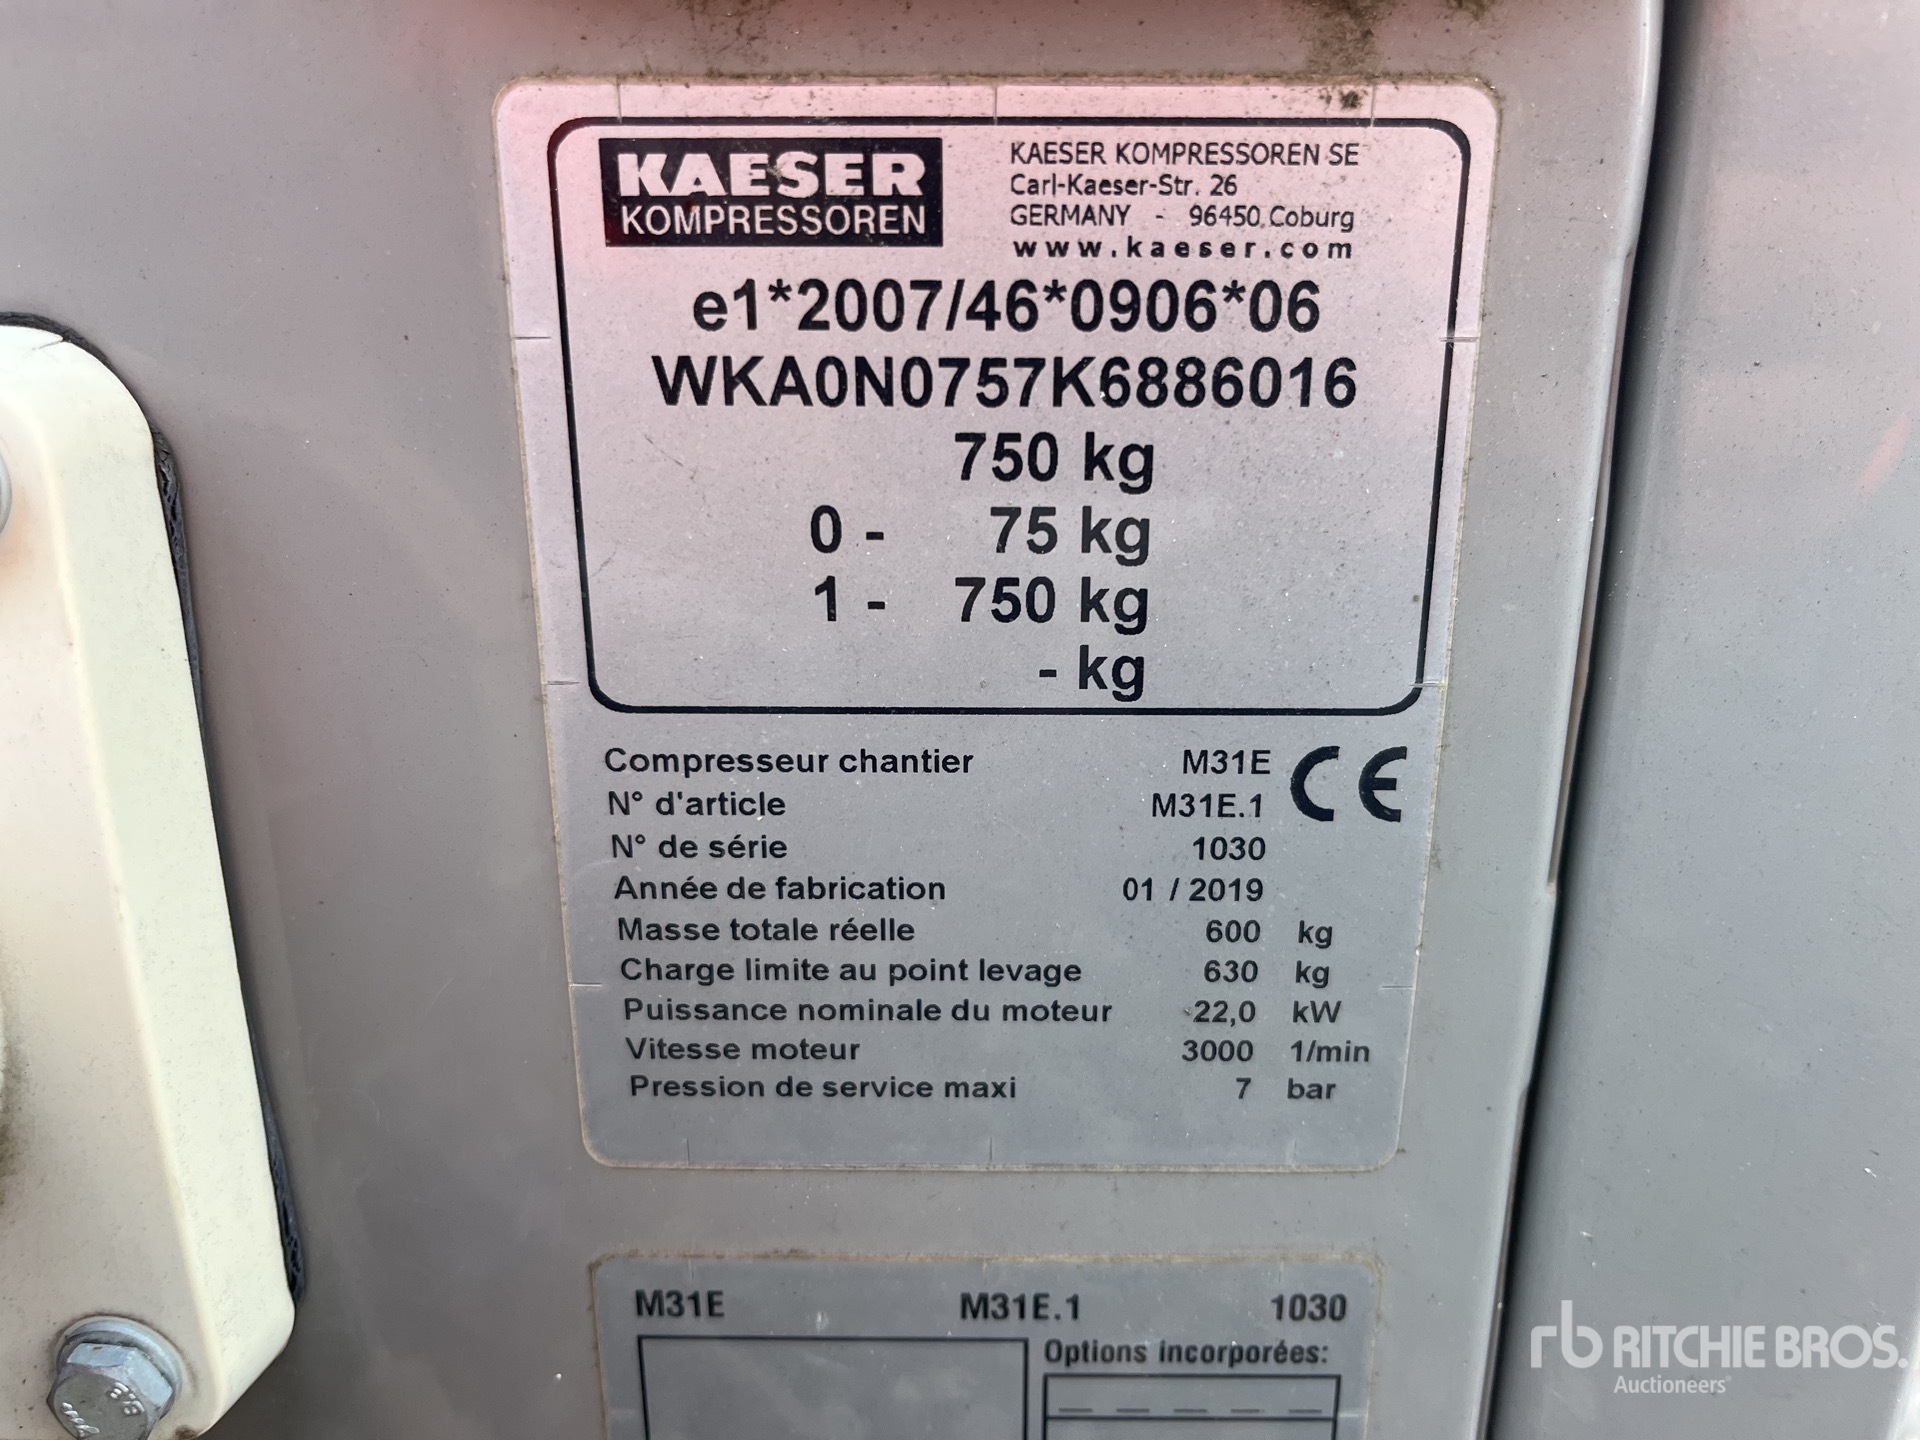 KAESER
KOMPRESSOREN
KAESER KOMPRESSOREN SE
Carl-Kaeser-Str. 26
GERMANY - 96450 Coburg
www.kaeser.com
e1*2007/46*0906*06
WKA0N0757K6886016
750 kg
0 - 75 kg
1 - 750 kg
- kg
Compresseur chantier M31E CE
N° d'article M31E.1
N° de série 1030
Année de fabrication 01 / 2019
Masse totale réelle 600 kg
Charge limite au point levage 630 kg
Puissance nominale du moteur 22,0 kW
Vitesse moteur 3000 1/min
Pression de service maxi 7 bar
M31E M31E.1 1030
Options incorporées:
rb RITCHIE BROS.
Auctioneers